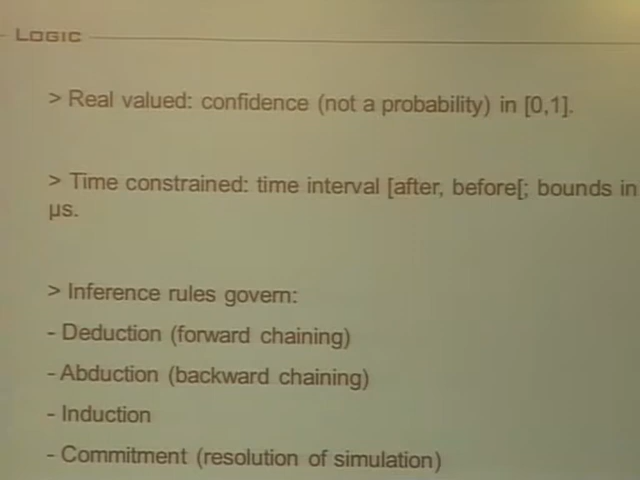 LOGIC
> Real valued: confidence (not a probability) in [0,1].
> Time constrained: time interval [after, before[; bounds in
µs.
> Inference rules govern:
- Deduction (forward chaining)
- Abduction (backward chaining)
- Induction
- Commitment (resolution of simulation)